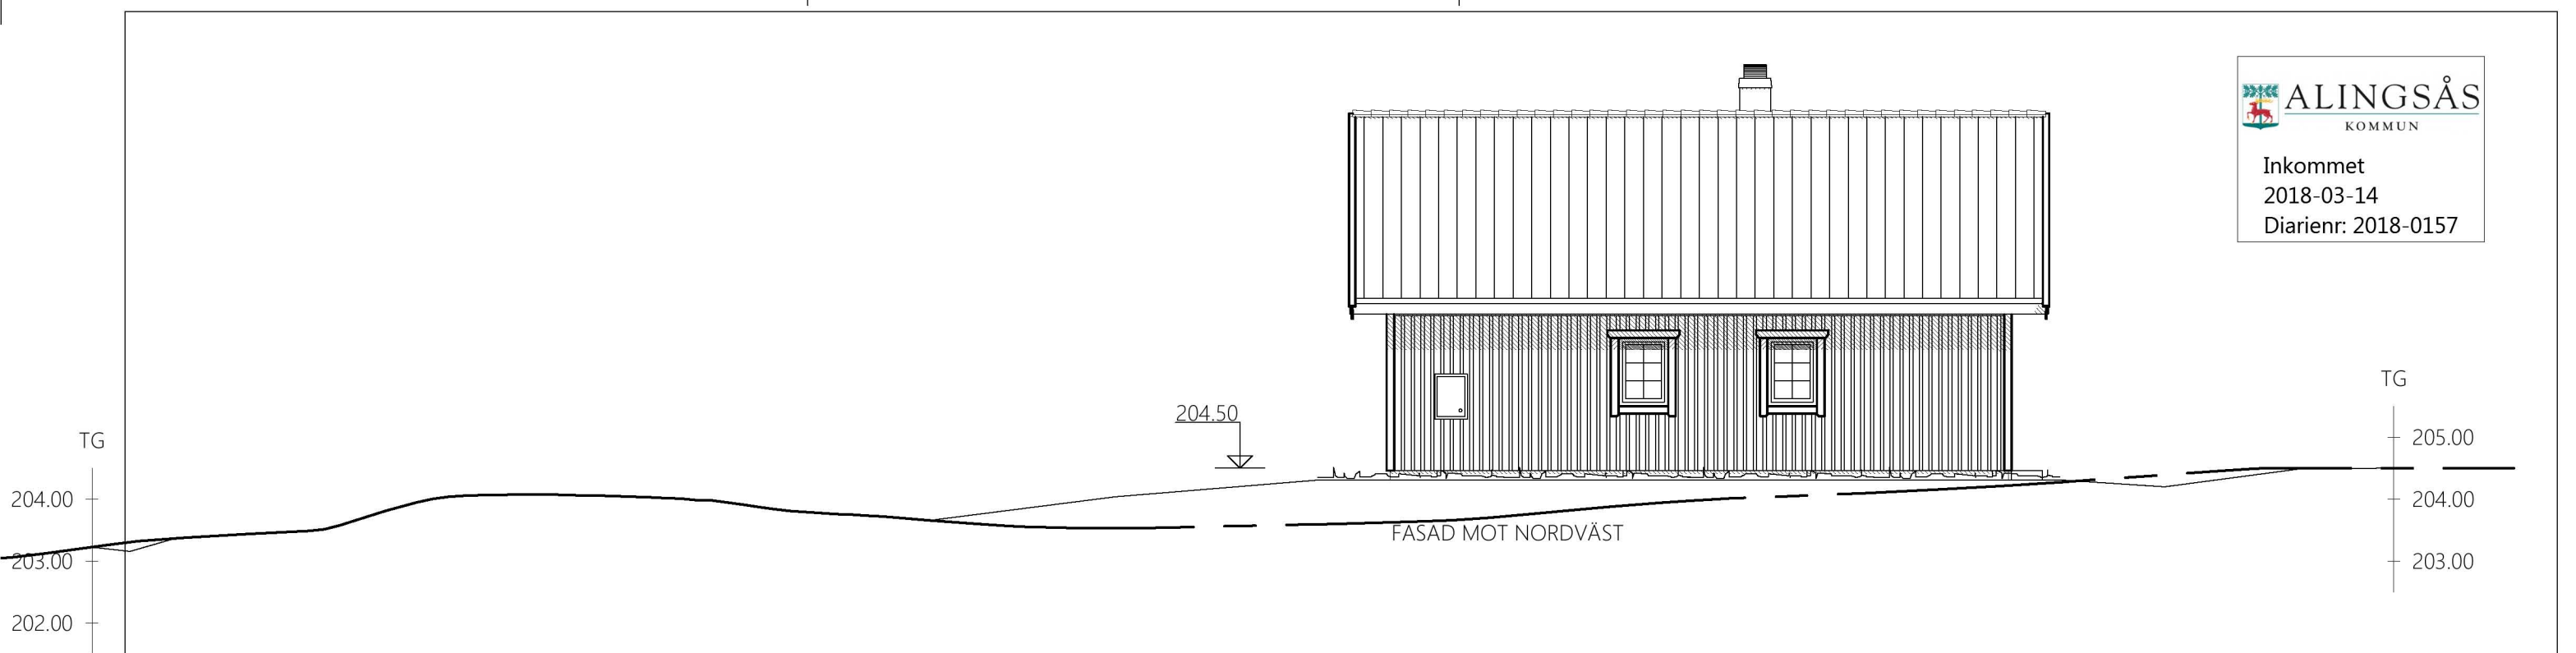 ALINGSÅS
KOMMUN
Inkommet
2018-03-14
Diarienr: 2018-0157
204.50
TG
204.00
203.00
202.00
TG
205.00
204.00
203.00
FASAD MOT NORDVÄST